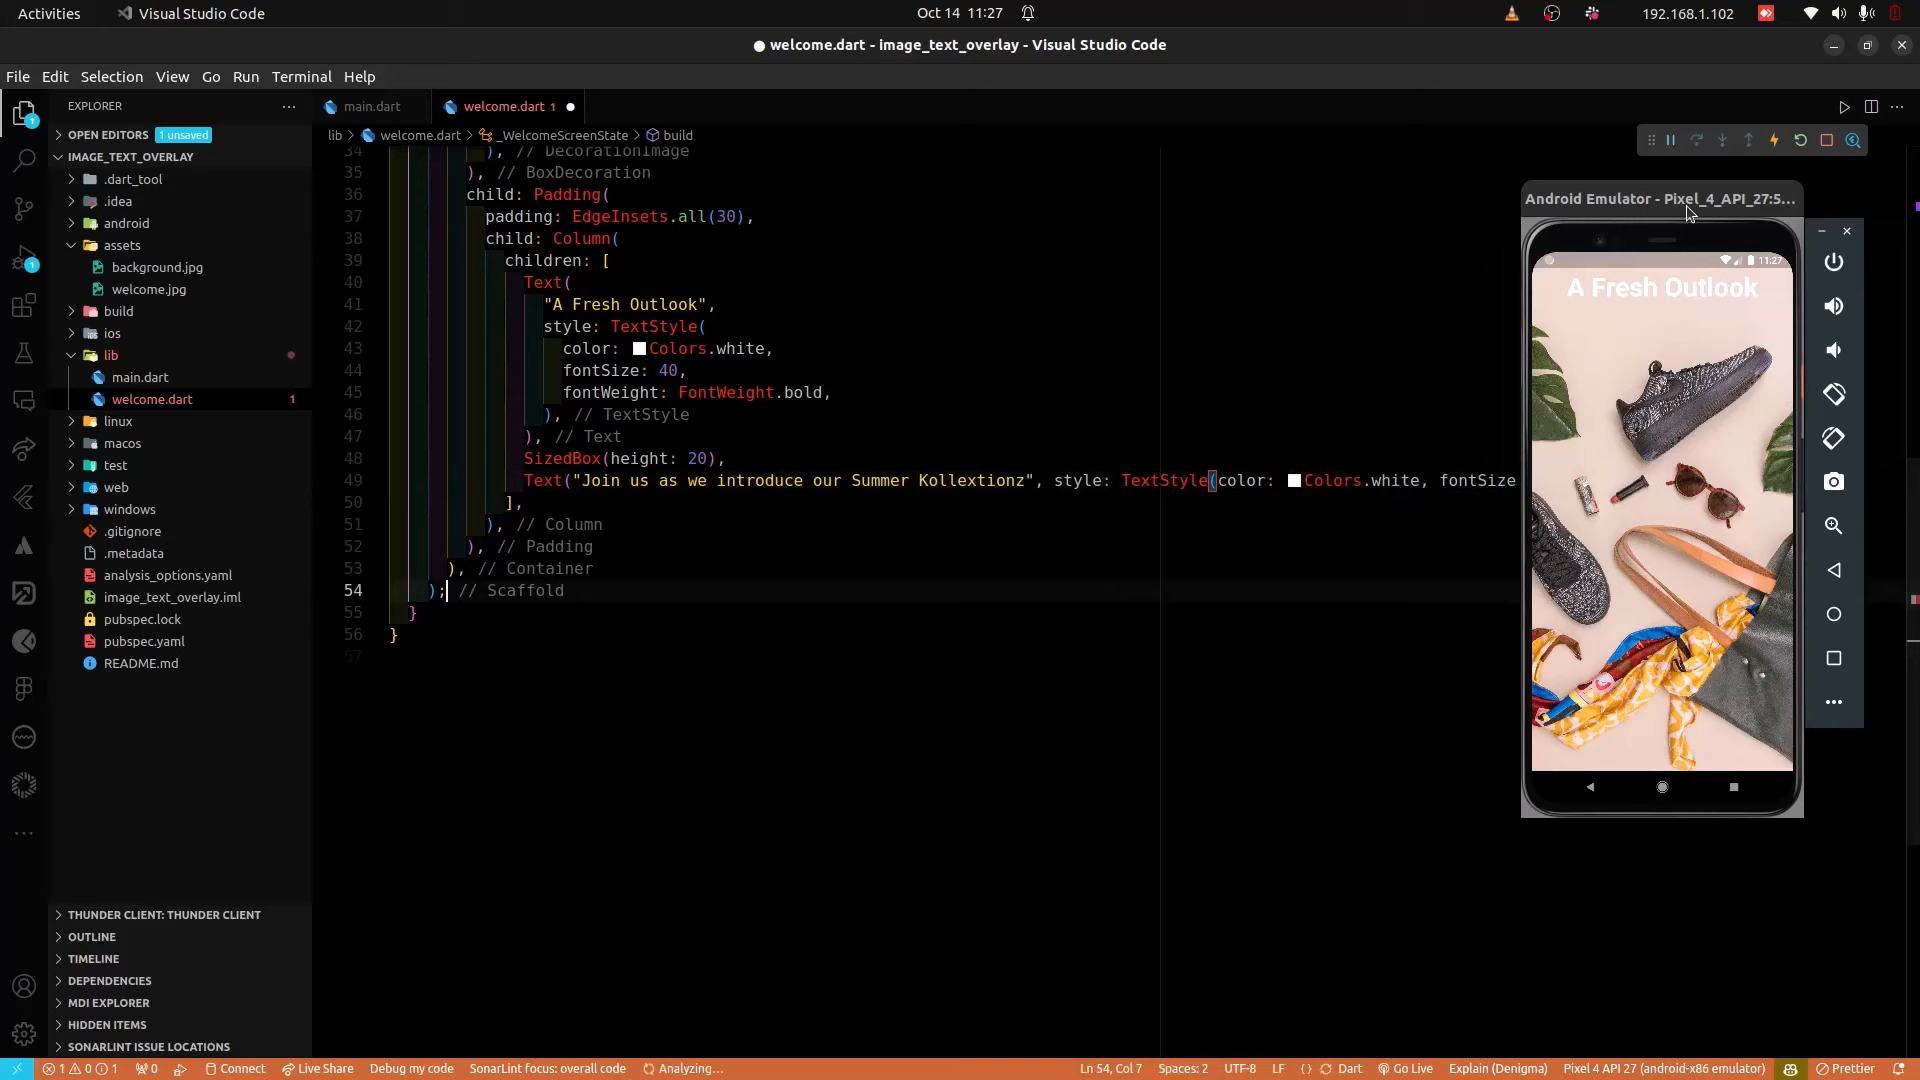 Activities
Visual Studio Code
Oct 14 11:27
192.168.1.102
● welcome.dart - image_text_overlay - Visual Studio Code
File Edit Selection View Go Run Terminal Help
EXPLORER
main.dart
welcome.dart 1
OPEN EDITORS 1 unsaved
lib > welcome.dart > _WelcomeScreenState > build
IMAGE_TEXT_OVERLAY
.dart_tool
.idea
android
assets
background.jpg
welcome.jpg
build
ios
lib
main.dart
welcome.dart 1
linux
macos
test
web
windows
.gitignore
.metadata
analysis_options.yaml
image_text_overlay.iml
pubspec.lock
pubspec.yaml
README.md
THUNDER CLIENT: THUNDER CLIENT
OUTLINE
TIMELINE
DEPENDENCIES
MDI EXPLORER
HIDDEN ITEMS
SONARLINT ISSUE LOCATIONS
34 ), // DecorationImage
35 ), // BoxDecoration
36 child: Padding(
37 padding: EdgeInsets.all(30),
38 child: Column(
39 children: [
40 Text(
41 "A Fresh Outlook",
42 style: TextStyle(
43 color: Colors.white,
44 fontSize: 40,
45 fontWeight: FontWeight.bold,
46 ), // TextStyle
47 ), // Text
48 SizedBox(height: 20),
49 Text("Join us as we introduce our Summer Kollextionz", style: TextStyle(color: Colors.white, fontSize
50 ],
51 ), // Column
52 ), // Padding
53 ), // Container
54 ); // Scaffold
55 }
56 }
57
Android Emulator - Pixel_4_API_27:5...
11:27
A Fresh Outlook
1 0 1 0 Connect Live Share Debug my code SonarLint focus: overall code Analyzing...
Ln 54, Col 7 Spaces: 2 UTF-8 LF {} Dart Go Live Explain (Denigma) Pixel 4 API 27 (android-x86 emulator) Prettier